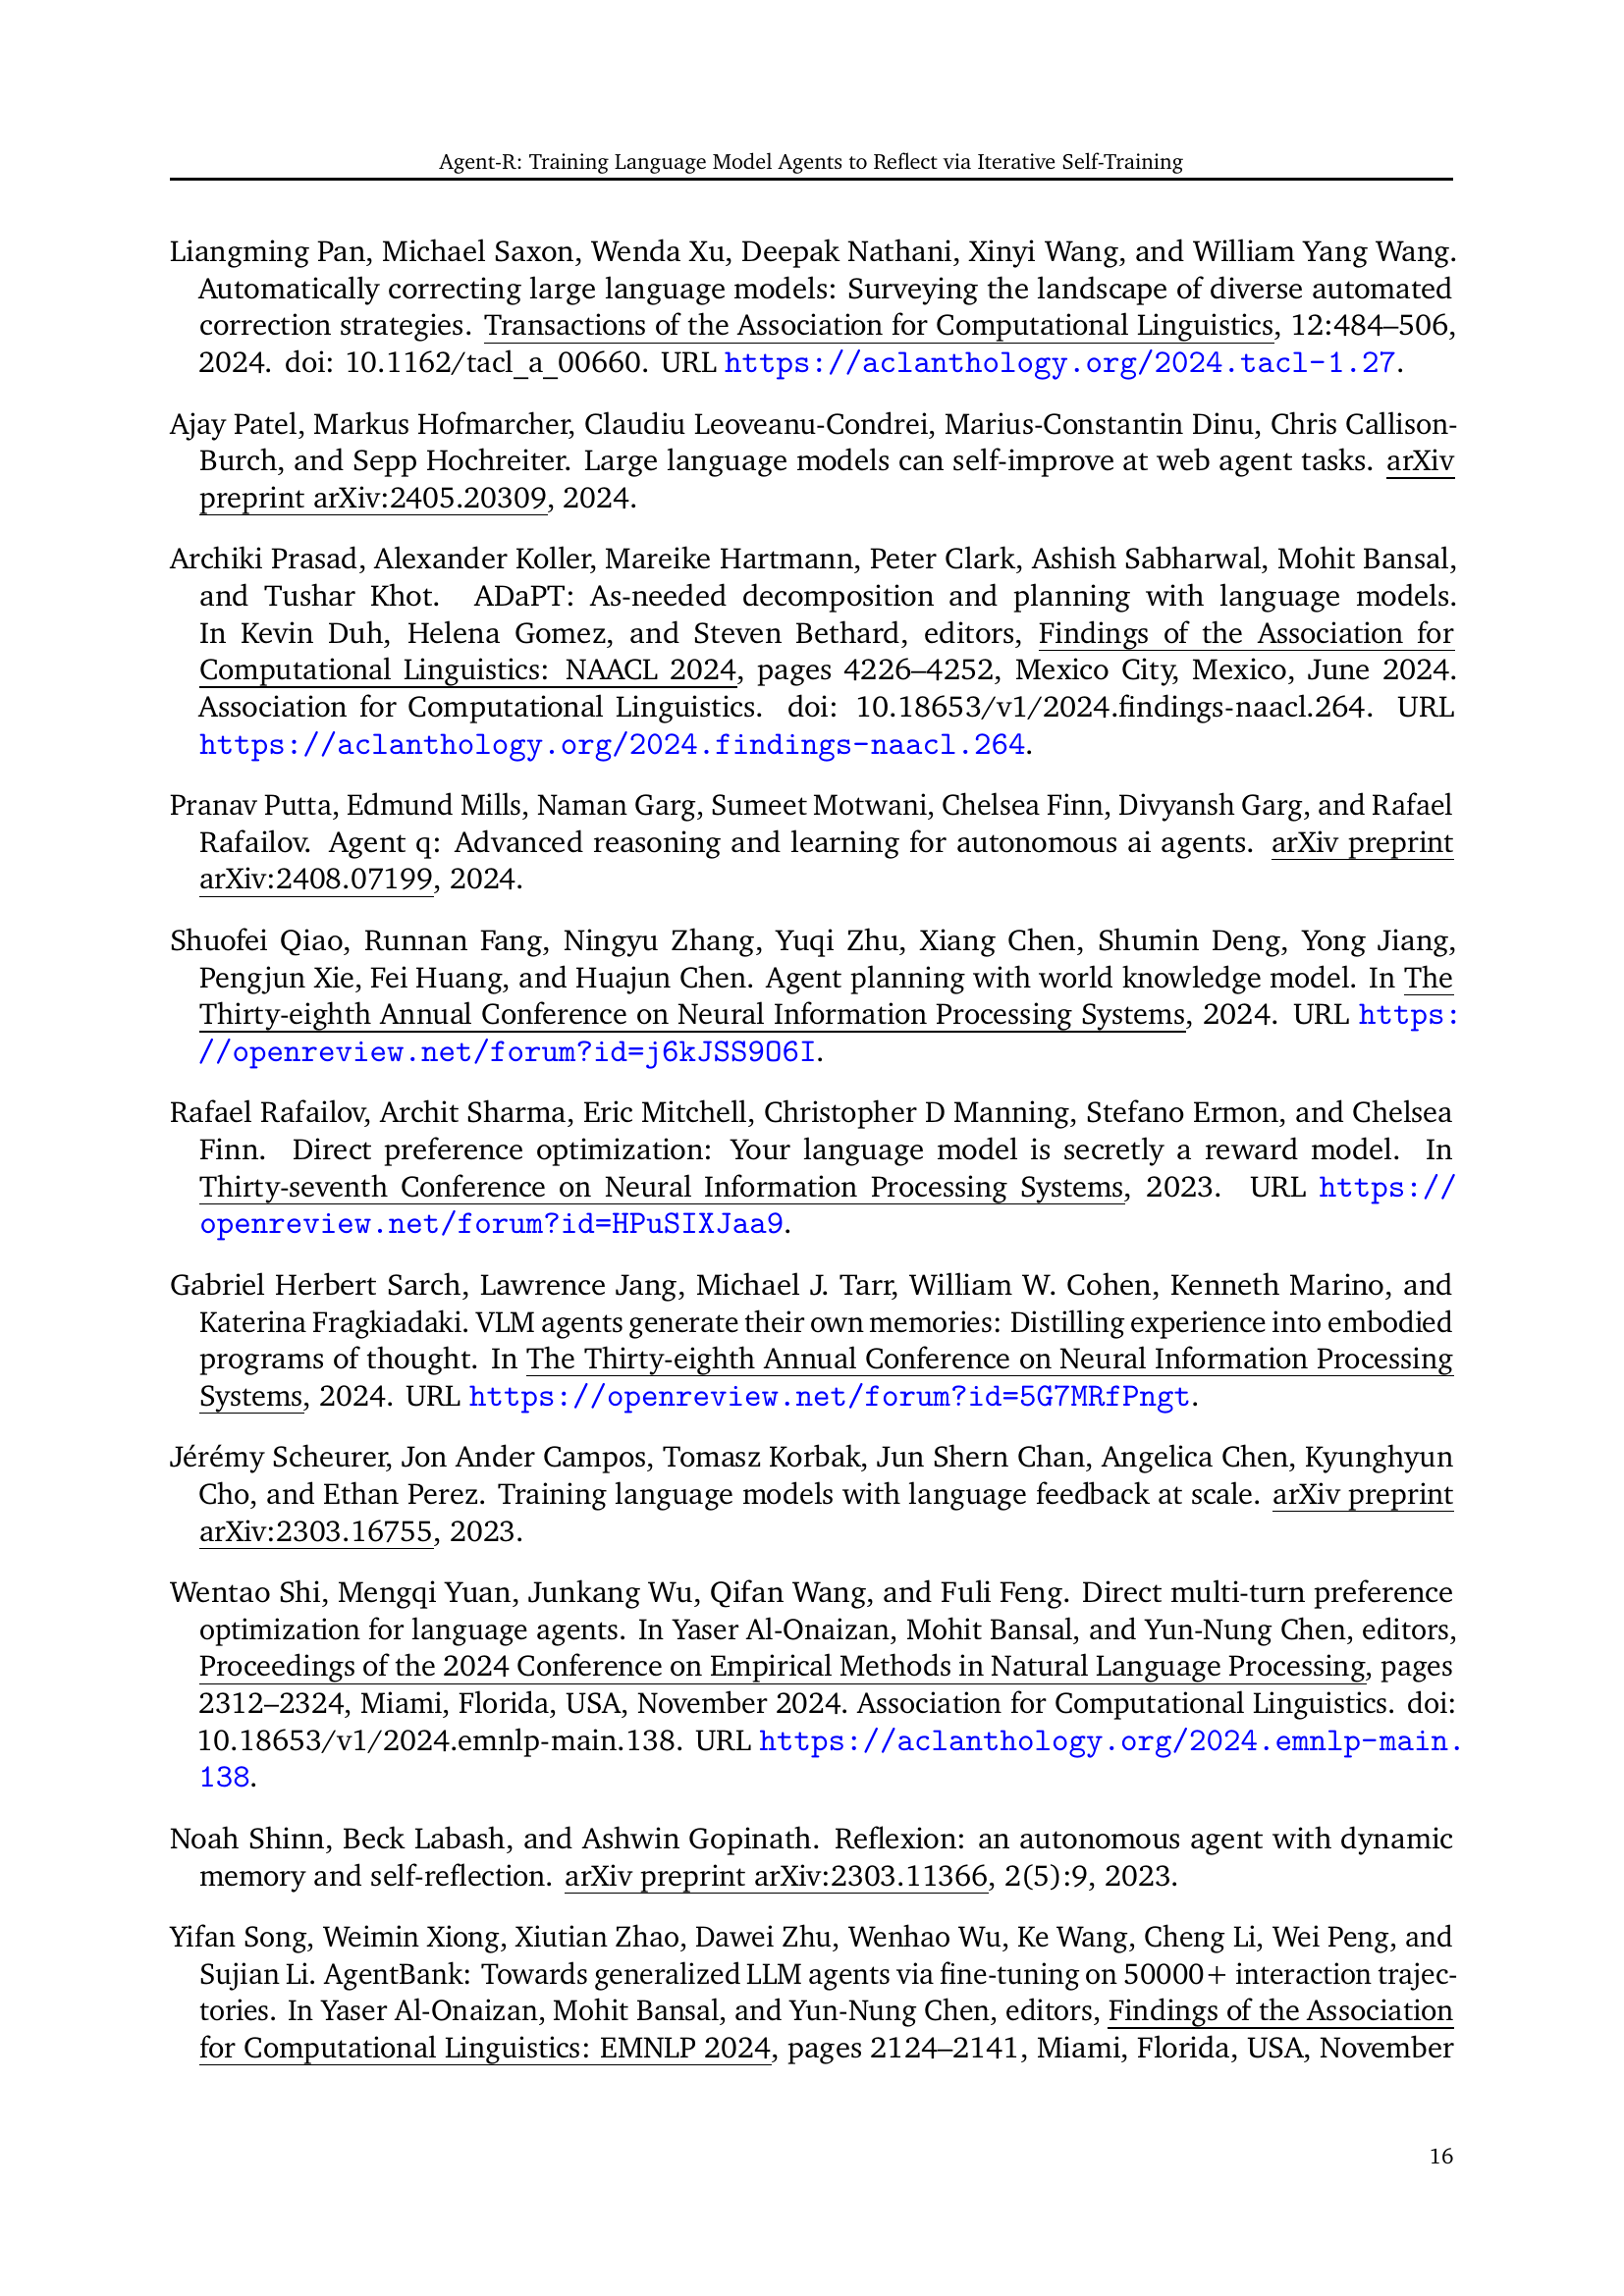 Agent-R: Training Language Model Agents to Reflect via Iterative Self-Training
Liangming Pan, Michael Saxon, Wenda Xu, Deepak Nathani, Xinyi Wang, and William Yang Wang.
Automatically correcting large language models: Surveying the landscape of diverse automated
correction strategies. Transactions of the Association for Computational Linguistics, 12:484–506,
2024. doi: 10.1162/tacl_a_00660. URL https://aclanthology.org/2024.tacl-1.27.
Ajay Patel, Markus Hofmarcher, Claudiu Leoveanu-Condrei, Marius-Constantin Dinu, Chris Callison-
Burch, and Sepp Hochreiter. Large language models can self-improve at web agent tasks. arXiv
preprint arXiv:2405.20309, 2024.
Archiki Prasad, Alexander Koller, Mareike Hartmann, Peter Clark, Ashish Sabharwal, Mohit Bansal,
and Tushar Khot. ADaPT: As-needed decomposition and planning with language models.
In Kevin Duh, Helena Gomez, and Steven Bethard, editors, Findings of the Association for
Computational Linguistics: NAACL 2024, pages 4226–4252, Mexico City, Mexico, June 2024.
Association for Computational Linguistics. doi: 10.18653/v1/2024.findings-naacl.264. URL
https://aclanthology.org/2024.findings-naacl.264.
Pranav Putta, Edmund Mills, Naman Garg, Sumeet Motwani, Chelsea Finn, Divyansh Garg, and Rafael
Rafailov. Agent q: Advanced reasoning and learning for autonomous ai agents. arXiv preprint
arXiv:2408.07199, 2024.
Shuofei Qiao, Runnan Fang, Ningyu Zhang, Yuqi Zhu, Xiang Chen, Shumin Deng, Yong Jiang,
Pengjun Xie, Fei Huang, and Huajun Chen. Agent planning with world knowledge model. In The
Thirty-eighth Annual Conference on Neural Information Processing Systems, 2024. URL https:
//openreview.net/forum?id=j6kJSS9O6I.
Rafael Rafailov, Archit Sharma, Eric Mitchell, Christopher D Manning, Stefano Ermon, and Chelsea
Finn. Direct preference optimization: Your language model is secretly a reward model. In
Thirty-seventh Conference on Neural Information Processing Systems, 2023. URL https://
openreview.net/forum?id=HPuSIXJaa9.
Gabriel Herbert Sarch, Lawrence Jang, Michael J. Tarr, William W. Cohen, Kenneth Marino, and
Katerina Fragkiadaki. VLM agents generate their own memories: Distilling experience into embodied
programs of thought. In The Thirty-eighth Annual Conference on Neural Information Processing
Systems, 2024. URL https://openreview.net/forum?id=5G7MRfPngt.
Jérémy Scheurer, Jon Ander Campos, Tomasz Korbak, Jun Shern Chan, Angelica Chen, Kyunghyun
Cho, and Ethan Perez. Training language models with language feedback at scale. arXiv preprint
arXiv:2303.16755, 2023.
Wentao Shi, Mengqi Yuan, Junkang Wu, Qifan Wang, and Fuli Feng. Direct multi-turn preference
optimization for language agents. In Yaser Al-Onaizan, Mohit Bansal, and Yun-Nung Chen, editors,
Proceedings of the 2024 Conference on Empirical Methods in Natural Language Processing, pages
2312–2324, Miami, Florida, USA, November 2024. Association for Computational Linguistics. doi:
10.18653/v1/2024.emnlp-main.138. URL https://aclanthology.org/2024.emnlp-main.
138.
Noah Shinn, Beck Labash, and Ashwin Gopinath. Reflexion: an autonomous agent with dynamic
memory and self-reflection. arXiv preprint arXiv:2303.11366, 2(5):9, 2023.
Yifan Song, Weimin Xiong, Xiutian Zhao, Dawei Zhu, Wenhao Wu, Ke Wang, Cheng Li, Wei Peng, and
Sujian Li. AgentBank: Towards generalized LLM agents via fine-tuning on 50000+ interaction trajec-
tories. In Yaser Al-Onaizan, Mohit Bansal, and Yun-Nung Chen, editors, Findings of the Association
for Computational Linguistics: EMNLP 2024, pages 2124–2141, Miami, Florida, USA, November
16